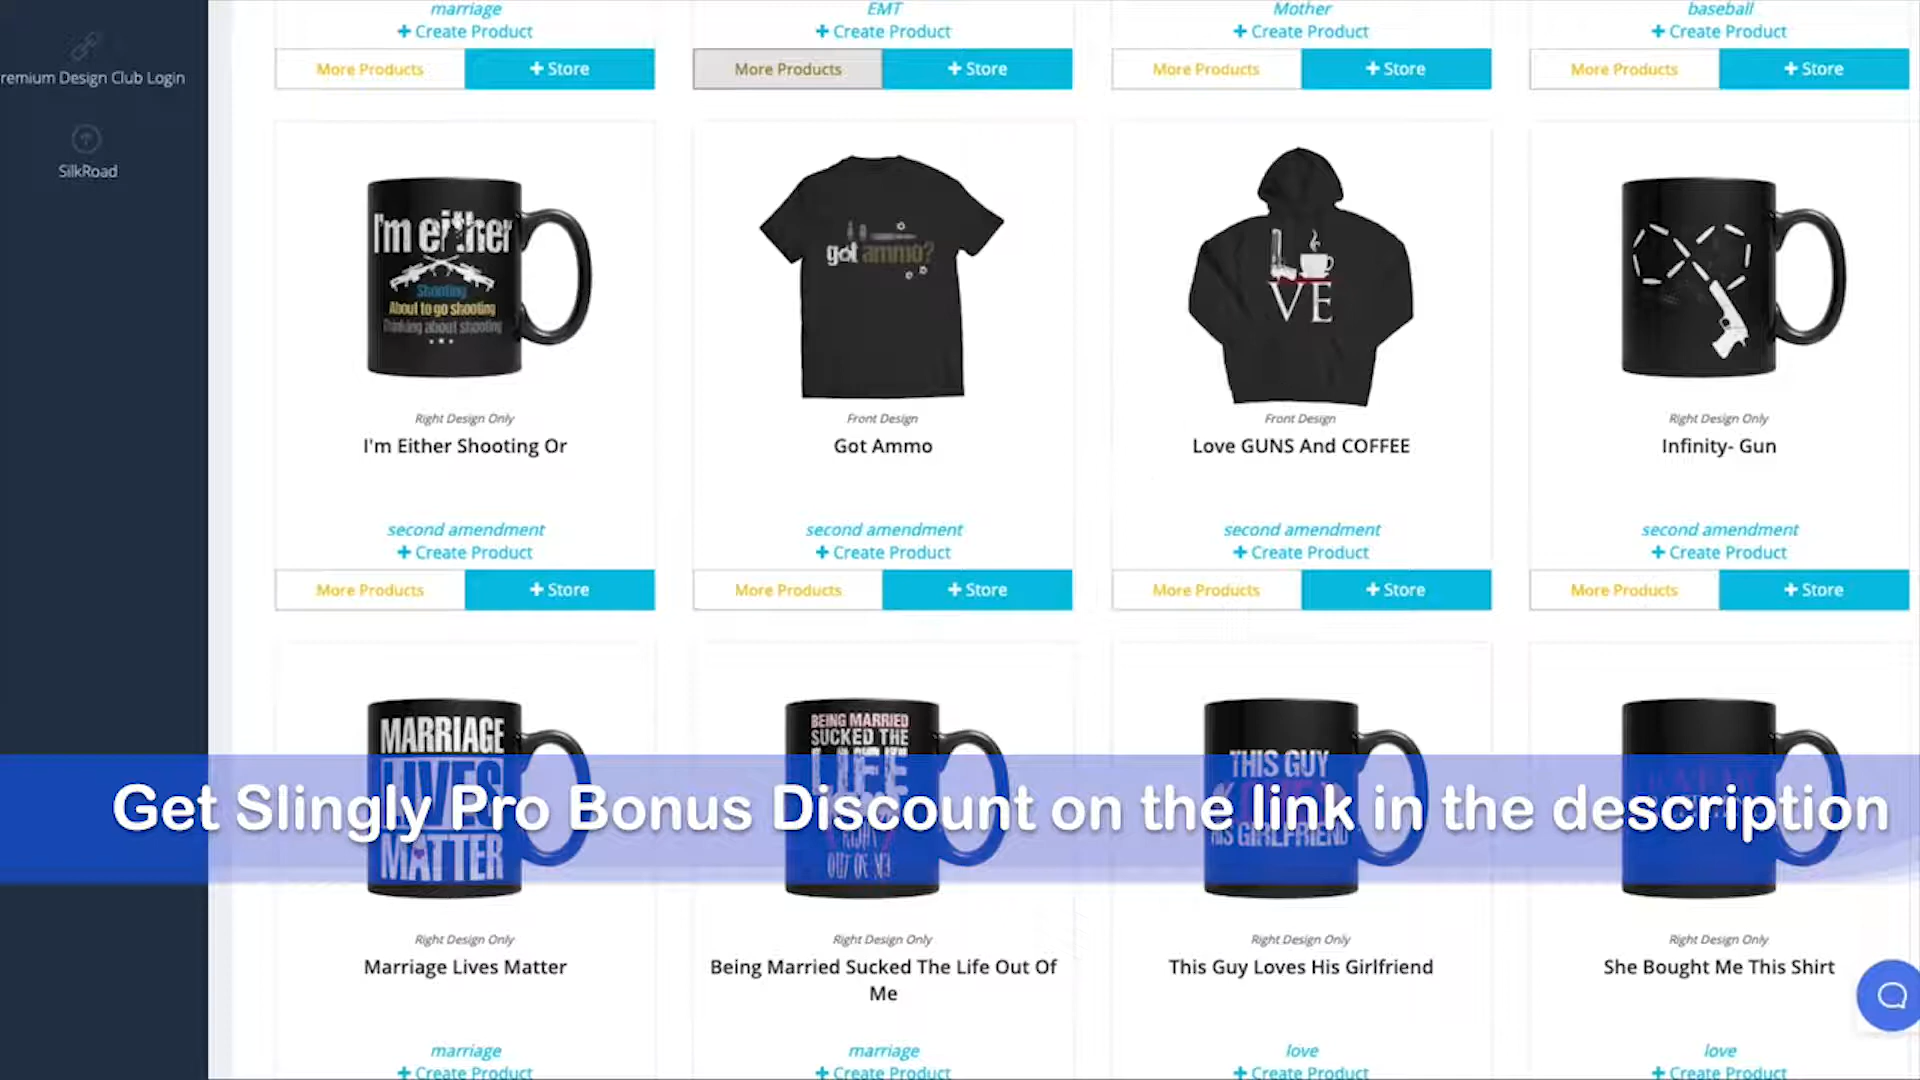 marriage
+ Create Product
More Products
+ Store
EMT
+ Create Product
More Products
+ Store
Mother
+ Create Product
More Products
+ Store
baseball
+ Create Product
More Products
+ Store
remium Design Club Login
SilkRoad
I'm either
Shooting
About to go shooting
Thinking about shooting
Right Design Only
I'm Either Shooting Or
second amendment
+ Create Product
More Products
+ Store
got ammo?
Front Design
Got Ammo
second amendment
+ Create Product
More Products
+ Store
L
VE
Front Design
Love GUNS And COFFEE
second amendment
+ Create Product
More Products
+ Store
Right Design Only
Infinity- Gun
second amendment
+ Create Product
More Products
+ Store
MARRIAGE
LIVES
MATTER
Right Design Only
Marriage Lives Matter
marriage
+ Create Product
BEING MARRIED
SUCKED THE
LIFE
RIGHT
OUT OF ME
Right Design Only
Being Married Sucked The Life Out Of
Me
marriage
+ Create Product
THIS GUY
HIS GIRLFRIEND
Right Design Only
This Guy Loves His Girlfriend
love
+ Create Product
Right Design Only
She Bought Me This Shirt
love
+ Create Product
Get Slingly Pro Bonus Discount on the link in the description